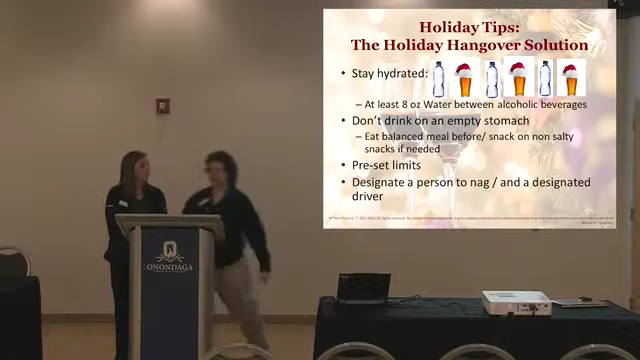 Holiday Tips:
The Holiday Hangover Solution
• Stay hydrated:
– At least 8 oz Water between alcoholic beverages
• Don't drink on an empty stomach
– Eat balanced meal before/ snack on non salty
snacks if needed
• Pre-set limits
• Designate a person to nag / and a designated
driver
ONONDAGA